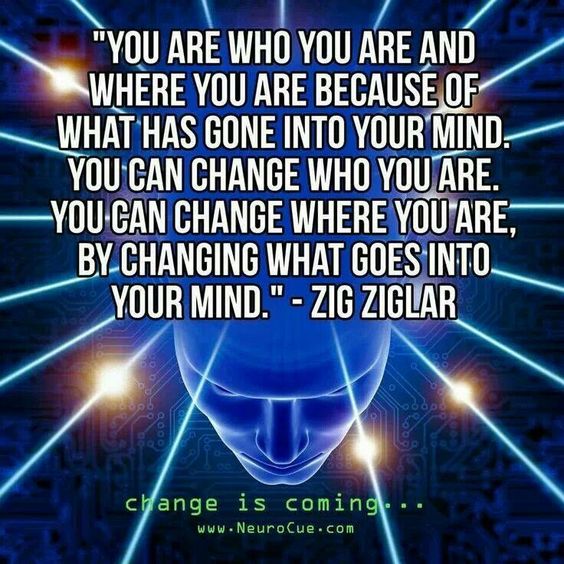 "YOU ARE WHO YOU ARE AND
WHERE YOU ARE BECAUSE OF
WHAT HAS GONE INTO YOUR MIND.
YOU CAN CHANGE WHO YOU ARE.
YOU CAN CHANGE WHERE YOU ARE,
BY CHANGING WHAT GOES INTO
YOUR MIND." - ZIG ZIGLAR
change is coming...
www.NeuroCue.com